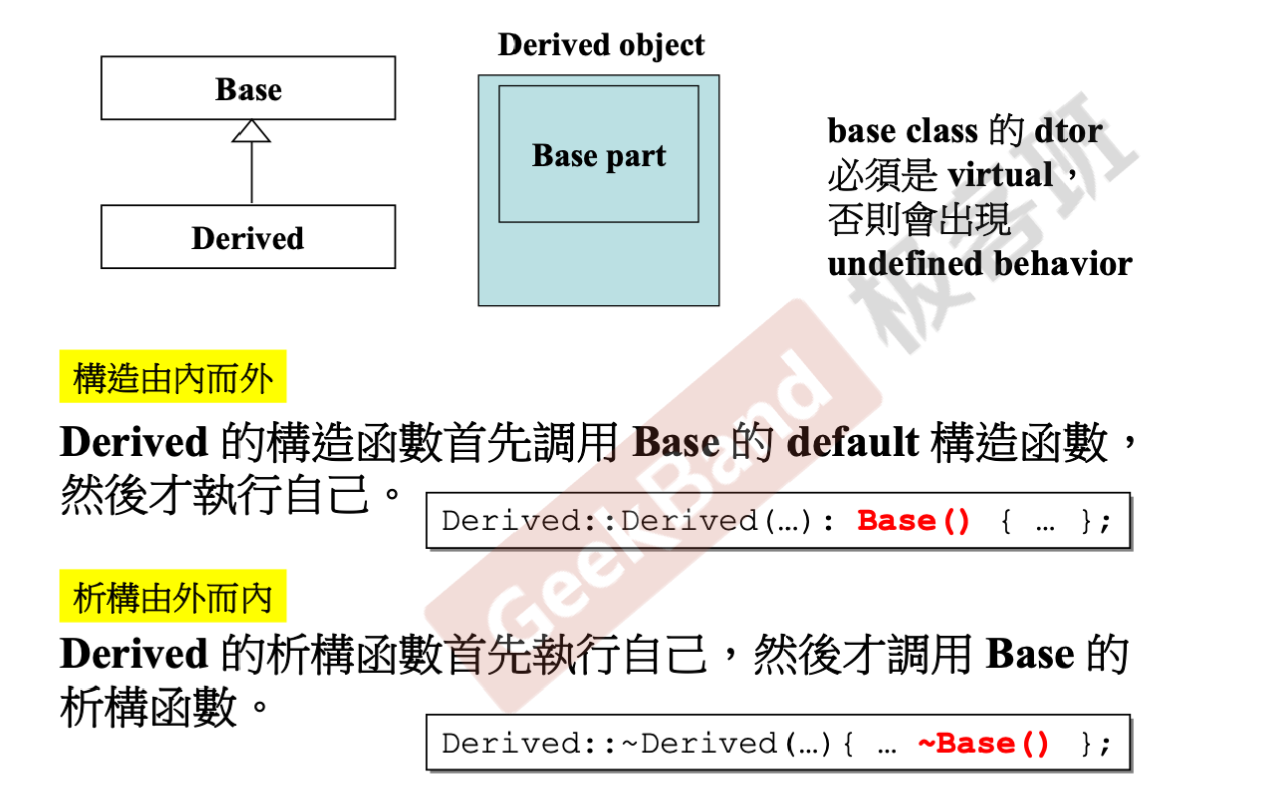 Base
Derived
Derived object
Base part
base class 的 dtor
必須是 virtual，
否則會出現
undefined behavior
構造由內而外
Derived 的構造函數首先調用 Base 的 default 構造函數，
然後才執行自己。
Derived::Derived(…): Base() { … };
析構由外而內
Derived 的析構函數首先執行自己，然後才調用 Base 的
析構函數。
Derived::~Derived(…){ … ~Base() };
GeekBand
极客班